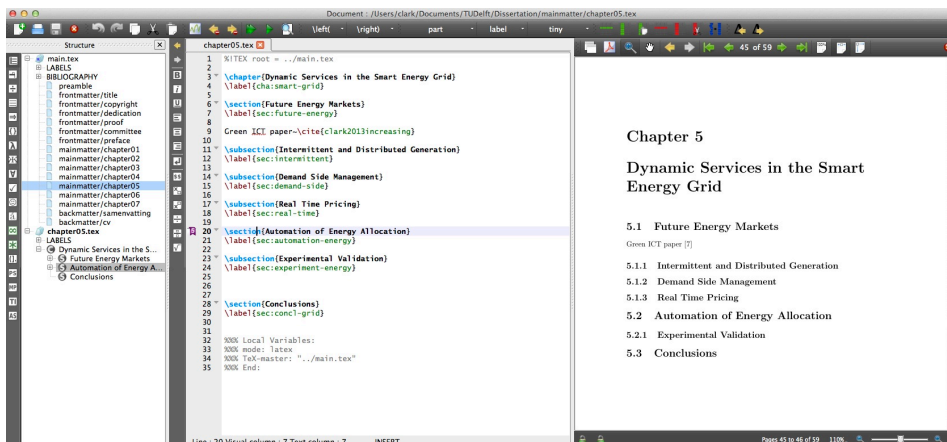 Document : /Users/clark/Documents/TUDelft/Dissertation/mainmatter/chapter05.tex
\left( \right) part label tiny
45 of 59
Structure
main.tex
LABELS
BIBLIOGRAPHY
preamble
frontmatter/title
frontmatter/copyright
frontmatter/dedication
frontmatter/proof
frontmatter/committee
frontmatter/preface
mainmatter/chapter01
mainmatter/chapter02
mainmatter/chapter03
mainmatter/chapter04
mainmatter/chapter05
mainmatter/chapter06
mainmatter/chapter07
backmatter/samenvatting
backmatter/cv
chapter05.tex
LABELS
Dynamic Services in the S...
Future Energy Markets
Automation of Energy A...
Conclusions
chapter05.tex
1 %!TEX root = ../main.tex
2
3 \chapter{Dynamic Services in the Smart Energy Grid}
4 \label{cha:smart-grid}
5
6 \section{Future Energy Markets}
7 \label{sec:future-energy}
8
9 Green ICT paper~\cite{clark2013increasing}
10
11 \subsection{Intermittent and Distributed Generation}
12 \label{sec:intermittent}
13
14 \subsection{Demand Side Management}
15 \label{sec:demand-side}
16
17 \subsection{Real Time Pricing}
18 \label{sec:real-time}
19
20 \section{Automation of Energy Allocation}
21 \label{sec:automation-energy}
22
23 \subsection{Experimental Validation}
24 \label{sec:experiment-energy}
25
26
27
28 \section{Conclusions}
29 \label{sec:concl-grid}
30
31
32 %%% Local Variables:
33 %%% mode: latex
34 %%% TeX-master: "../main.tex"
35 %%% End:
Line : 20 Visual column : 7 Text column : 7 INSERT
Chapter 5
Dynamic Services in the Smart
Energy Grid
5.1 Future Energy Markets
Green ICT paper [7]
5.1.1 Intermittent and Distributed Generation
5.1.2 Demand Side Management
5.1.3 Real Time Pricing
5.2 Automation of Energy Allocation
5.2.1 Experimental Validation
5.3 Conclusions
Pages 45 to 46 of 59 110%